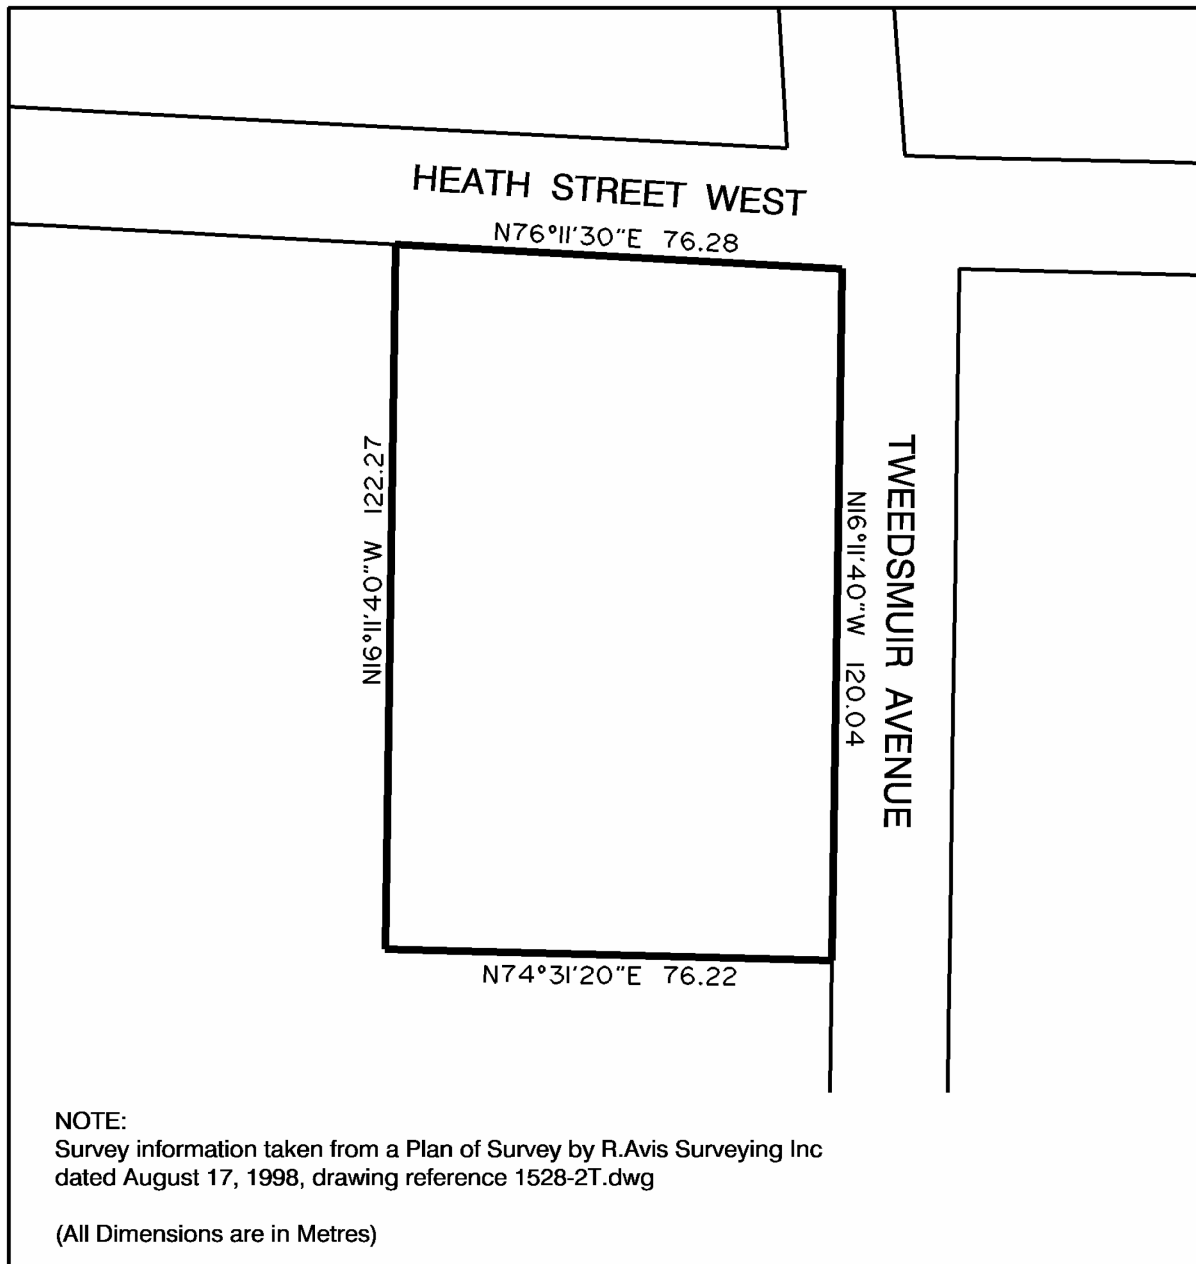 HEATH STREET WEST
N76°11'30"E 76.28
N16°11'40"W 122.27
N16°11'40"W 120.04
TWEEDSMUIR AVENUE
N74°31'20"E 76.22
NOTE:
Survey information taken from a Plan of Survey by R.Avis Surveying Inc
dated August 17, 1998, drawing reference 1528-2T.dwg
(All Dimensions are in Metres)